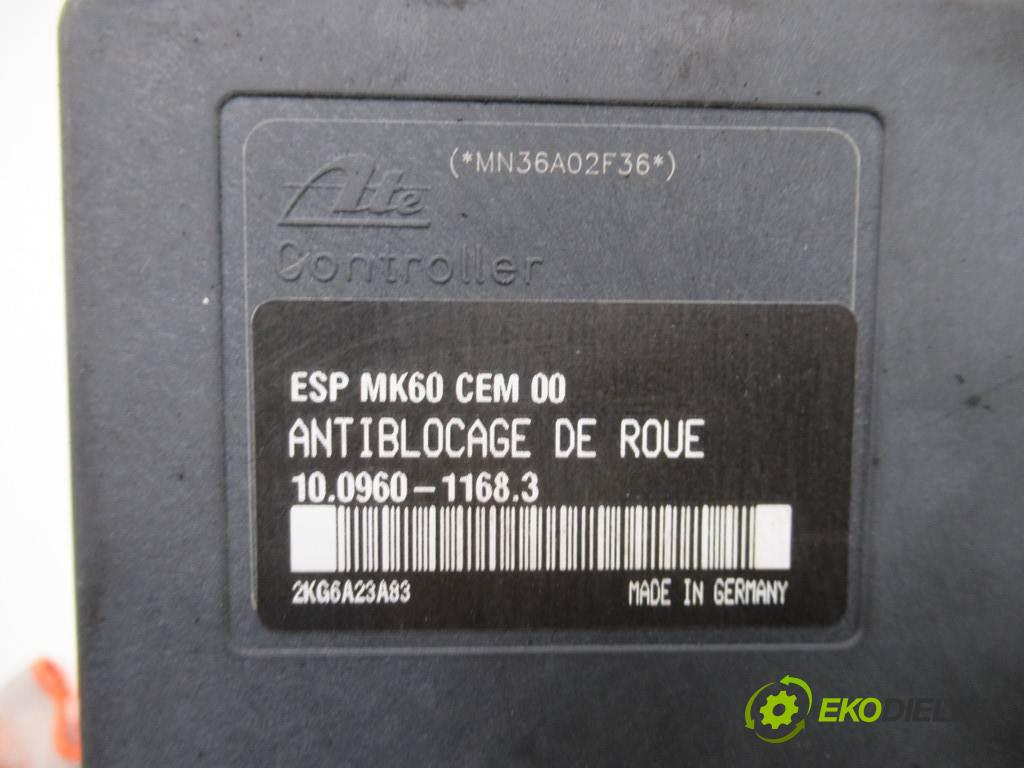 (*MN36A02F36*)
Ate
Controller
ESP MK60 CEM 00
ANTIBLOCAGE DE ROUE
10.0960-1168.3
2KG6A23A83
MADE IN GERMANY
EKODIEL